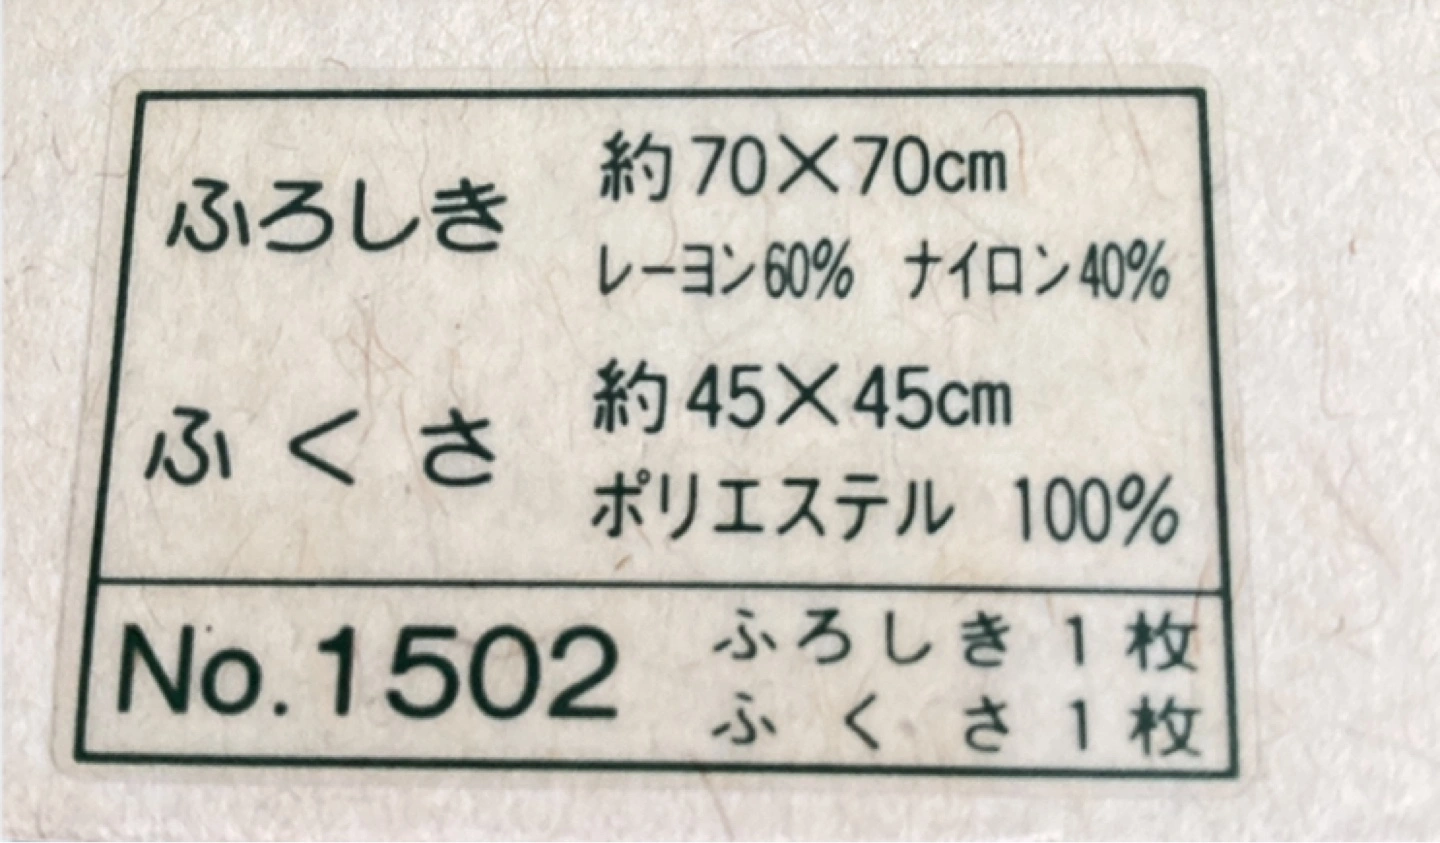 ふろしき 約70×70cm
レーヨン60% ナイロン40%
ふくさ 約45×45cm
ポリエステル 100%
No.1502 ふろしき1枚
ふくさ1枚